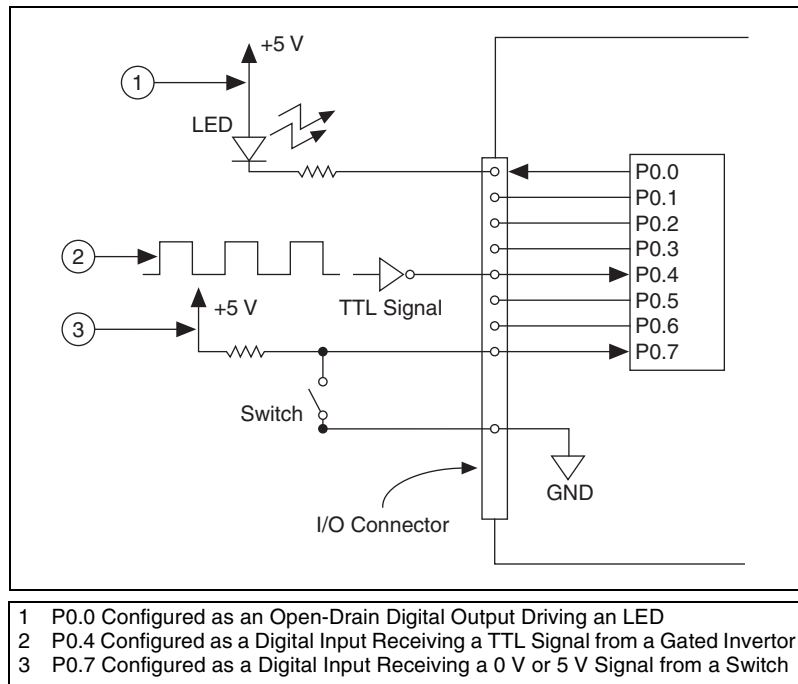 +5 V
1
LED
P0.0
P0.1
P0.2
P0.3
2
P0.4
TTL Signal
+5 V
P0.5
P0.6
3
P0.7
Switch
GND
I/O Connector
1 P0.0 Configured as an Open-Drain Digital Output Driving an LED
2 P0.4 Configured as a Digital Input Receiving a TTL Signal from a Gated Invertor
3 P0.7 Configured as a Digital Input Receiving a 0 V or 5 V Signal from a Switch